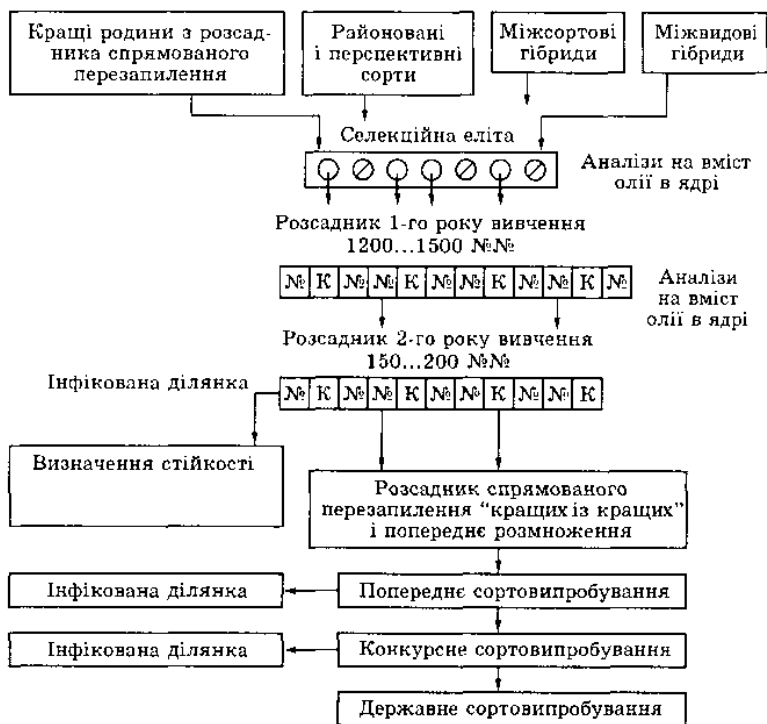 Кращі родини з розсад-
ника спрямованого
перезапилення
Районовані
і перспективні
сорти
Міжсортові
гібриди
Міжвидові
гібриди
Селекційна еліта
Аналізи на вміст
олії в ядрі
Розсадник 1-го року вивчення
1200...1500 №№
№ К № № К № № К № № К №
Аналізи
на вміст
олії в ядрі
Розсадник 2-го року вивчення
150...200 №№
Інфікована ділянка
№ К № № К № № К № № К
Визначення стійкості
Розсадник спрямованого
перезапилення “кращих із кращих”
і попереднє розмноження
Інфікована ділянка
Попереднє сортовипробування
Інфікована ділянка
Конкурсне сортовипробування
Державне сортовипробування